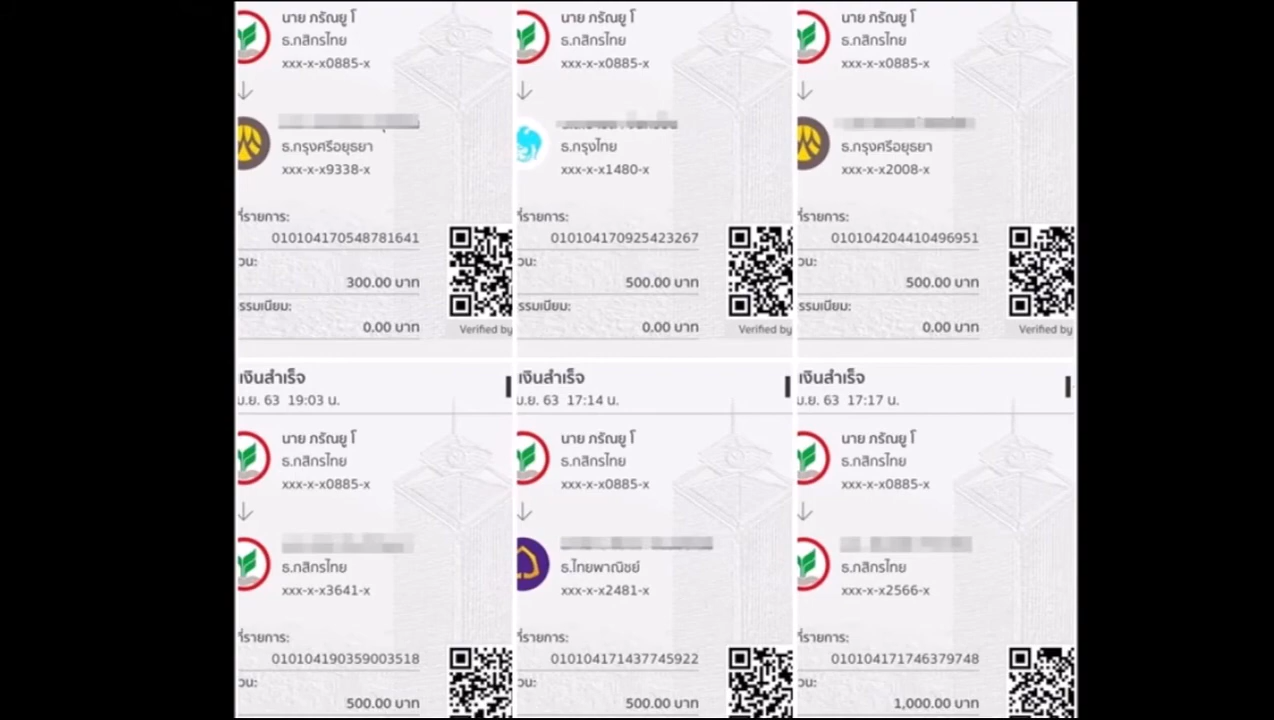 นาย ภรัณยู โ
ธ.กสิกรไทย
xxx-x-x0885-x
ธ.กรุงศรีอยุธยา
xxx-x-x9338-x
ที่รายการ:
010104170548781641
วน:
300.00 บาท
รรมเนียม:
0.00 บาท
Verified by
นาย ภรัณยู โ
ธ.กสิกรไทย
xxx-x-x0885-x
ธ.กรุงไทย
xxx-x-x1480-x
ที่รายการ:
010104170925423267
วน:
500.00 บาท
รรมเนียม:
0.00 บาท
Verified by
นาย ภรัณยู โ
ธ.กสิกรไทย
xxx-x-x0885-x
ธ.กรุงศรีอยุธยา
xxx-x-x2008-x
ที่รายการ:
010104204410496951
วน:
500.00 บาท
รรมเนียม:
0.00 บาท
Verified by
เงินสำเร็จ
ม.ย. 63 19:03 น.
นาย ภรัณยู โ
ธ.กสิกรไทย
xxx-x-x0885-x
ธ.กสิกรไทย
xxx-x-x3641-x
ที่รายการ:
010104190359003518
วน:
500.00 บาท
เงินสำเร็จ
ม.ย. 63 17:14 น.
นาย ภรัณยู โ
ธ.กสิกรไทย
xxx-x-x0885-x
ธ.ไทยพาณิชย์
xxx-x-x2481-x
ที่รายการ:
010104171437745922
วน:
500.00 บาท
เงินสำเร็จ
ม.ย. 63 17:17 น.
นาย ภรัณยู โ
ธ.กสิกรไทย
xxx-x-x0885-x
ธ.กสิกรไทย
xxx-x-x2566-x
ที่รายการ:
010104171746379748
วน:
1,000.00 บาท